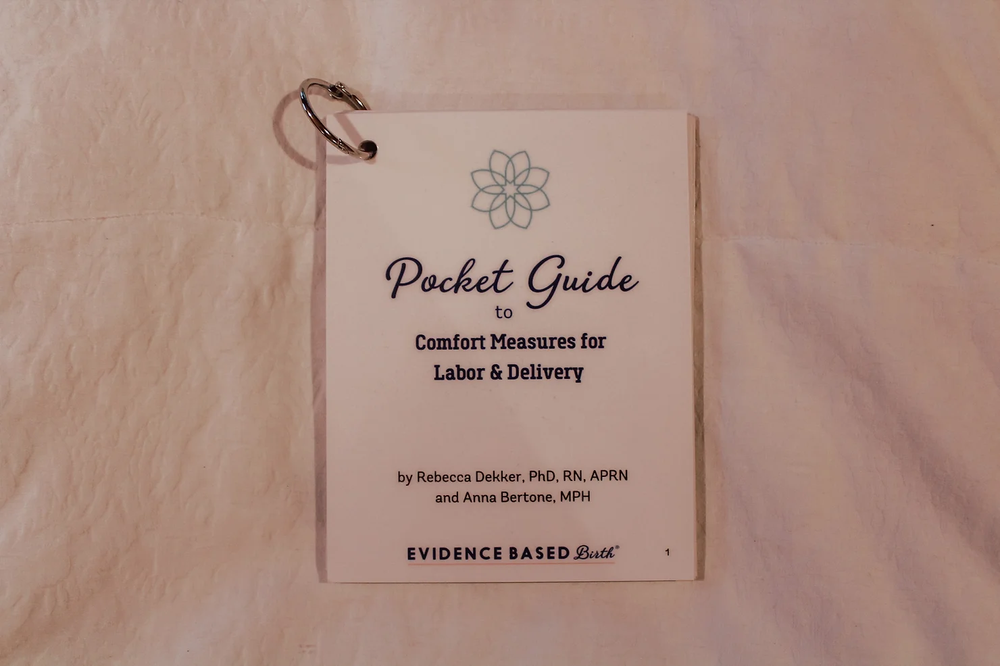 Pocket Guide
to
Comfort Measures for
Labor & Delivery
by Rebecca Dekker, PhD, RN, APRN
and Anna Bertone, MPH
EVIDENCE BASED Birth®
1